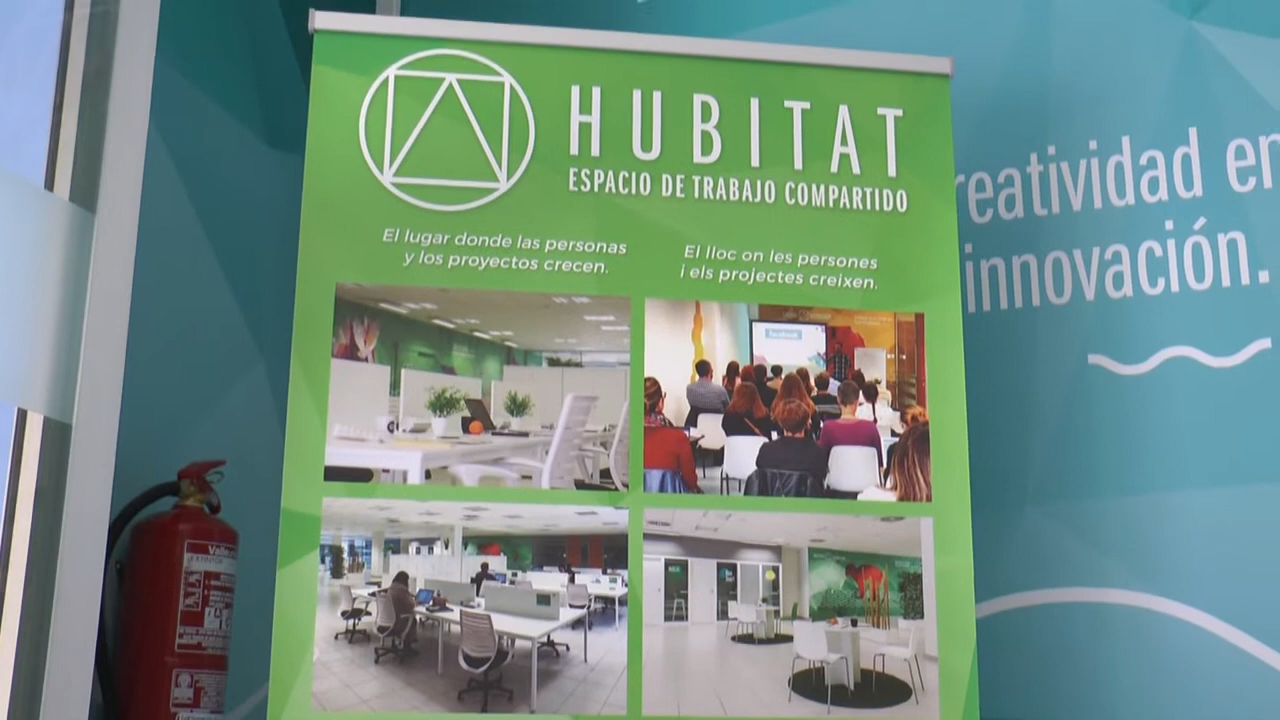 HUBITAT
ESPACIO DE TRABAJO COMPARTIDO
El lugar donde las personas
y los proyectos crecen.
El lloc on les persones
i els projectes creixen.
reatividad en
innovación.